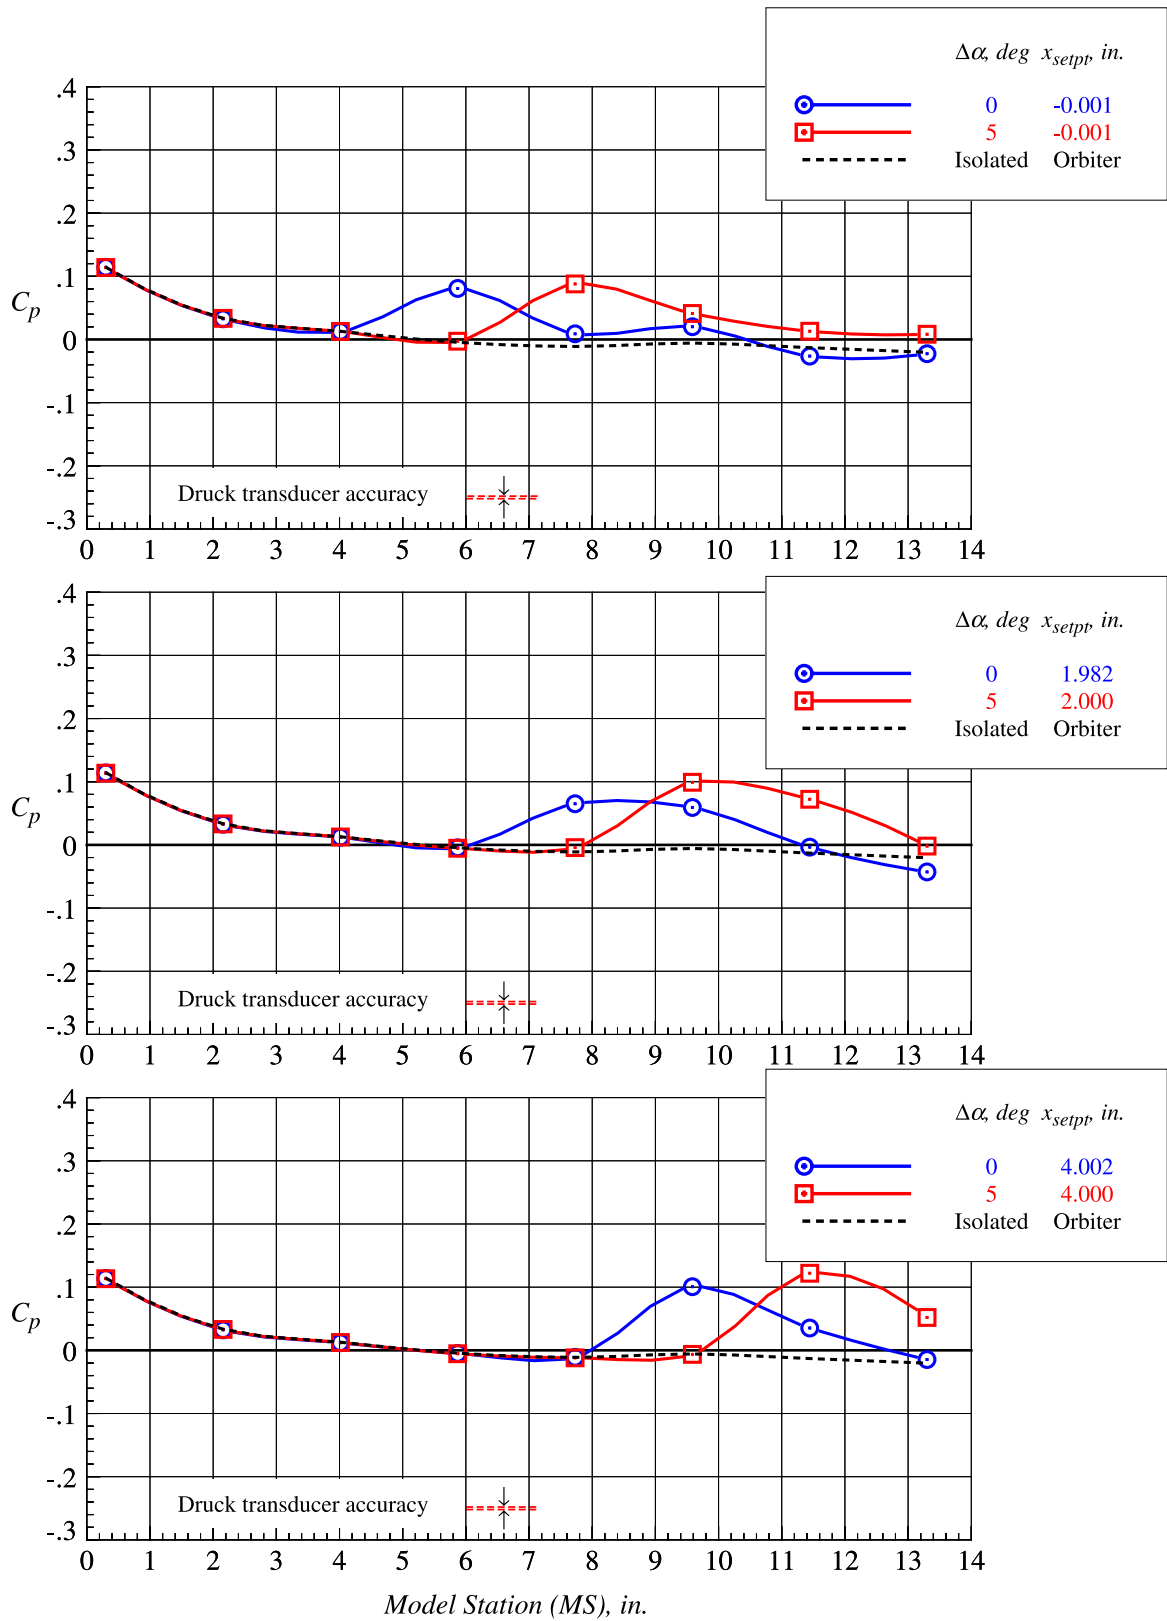 Δα, deg x_setpt, in.
0 -0.001
5 -0.001
Isolated Orbiter
.4
.3
.2
.1
C_p
0
-.1
-.2
-.3
Druck transducer accuracy
0 1 2 3 4 5 6 7 8 9 10 11 12 13 14
Δα, deg x_setpt, in.
0 1.982
5 2.000
Isolated Orbiter
.4
.3
.2
.1
C_p
0
-.1
-.2
-.3
Druck transducer accuracy
0 1 2 3 4 5 6 7 8 9 10 11 12 13 14
Δα, deg x_setpt, in.
0 4.002
5 4.000
Isolated Orbiter
.4
.3
.2
.1
C_p
0
-.1
-.2
-.3
Druck transducer accuracy
0 1 2 3 4 5 6 7 8 9 10 11 12 13 14
Model Station (MS), in.